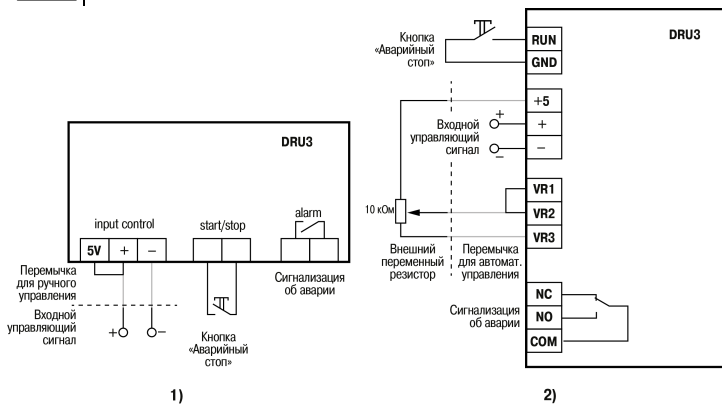 DRU3
input control
start/stop
alarm
5V
+
–
Перемычка
для ручного
управления
Входной
управляющий
сигнал
+
–
Кнопка
«Аварийный
стоп»
Сигнализация
об аварии
1)
DRU3
Кнопка
«Аварийный
стоп»
RUN
GND
+5
+
–
Входной
управляющий
сигнал
+
–
VR1
VR2
VR3
10 кОм
Внешний
переменный
резистор
Перемычка
для автомат.
управления
NC
NO
COM
Сигнализация
об аварии
2)